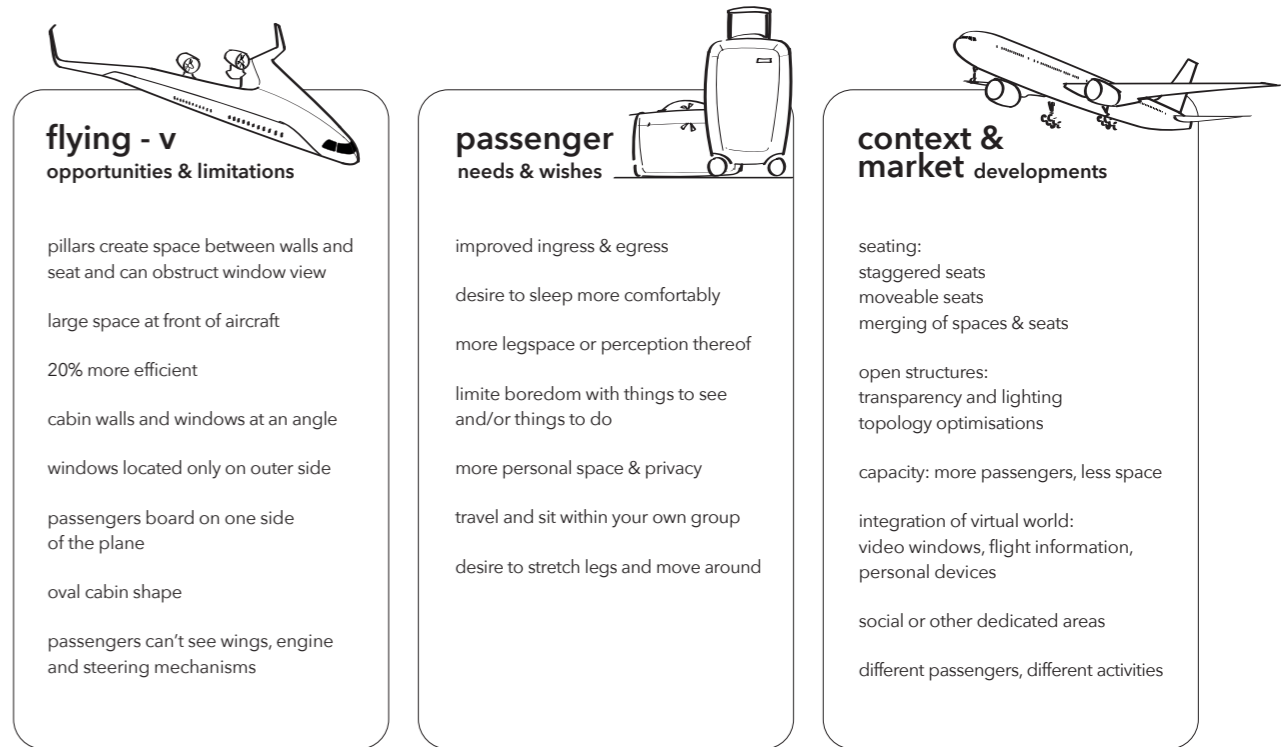 flying - v
opportunities & limitations
pillars create space between walls and
seat and can obstruct window view
large space at front of aircraft
20% more efficient
cabin walls and windows at an angle
windows located only on outer side
passengers board on one side
of the plane
oval cabin shape
passengers can't see wings, engine
and steering mechanisms
passenger
needs & wishes
improved ingress & egress
desire to sleep more comfortably
more legspace or perception thereof
limite boredom with things to see
and/or things to do
more personal space & privacy
travel and sit within your own group
desire to stretch legs and move around
context &
market developments
seating:
staggered seats
moveable seats
merging of spaces & seats
open structures:
transparency and lighting
topology optimisations
capacity: more passengers, less space
integration of virtual world:
video windows, flight information,
personal devices
social or other dedicated areas
different passengers, different activities